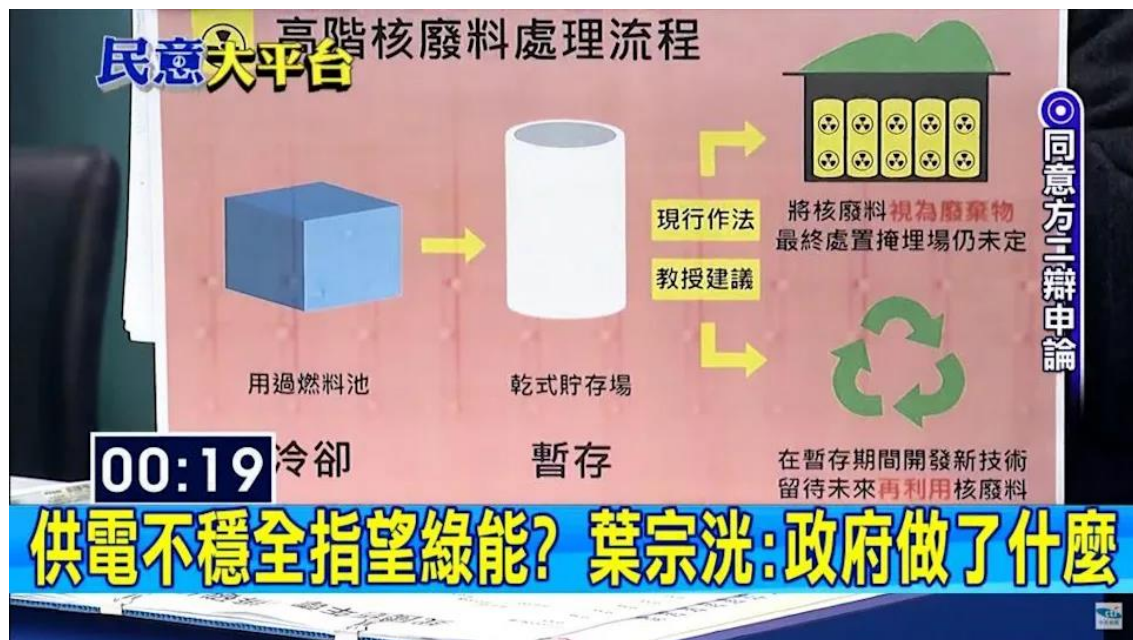 民意大平台
高階核廢料處理流程
同意方二辯申論
現行作法
教授建議
將核廢料視為廢棄物
最終處置掩埋場仍未定
用過燃料池
乾式貯存場
冷卻
暫存
在暫存期間開發新技術
留待未來再利用核廢料
00:19
供電不穩全指望綠能? 葉宗洸:政府做了什麼